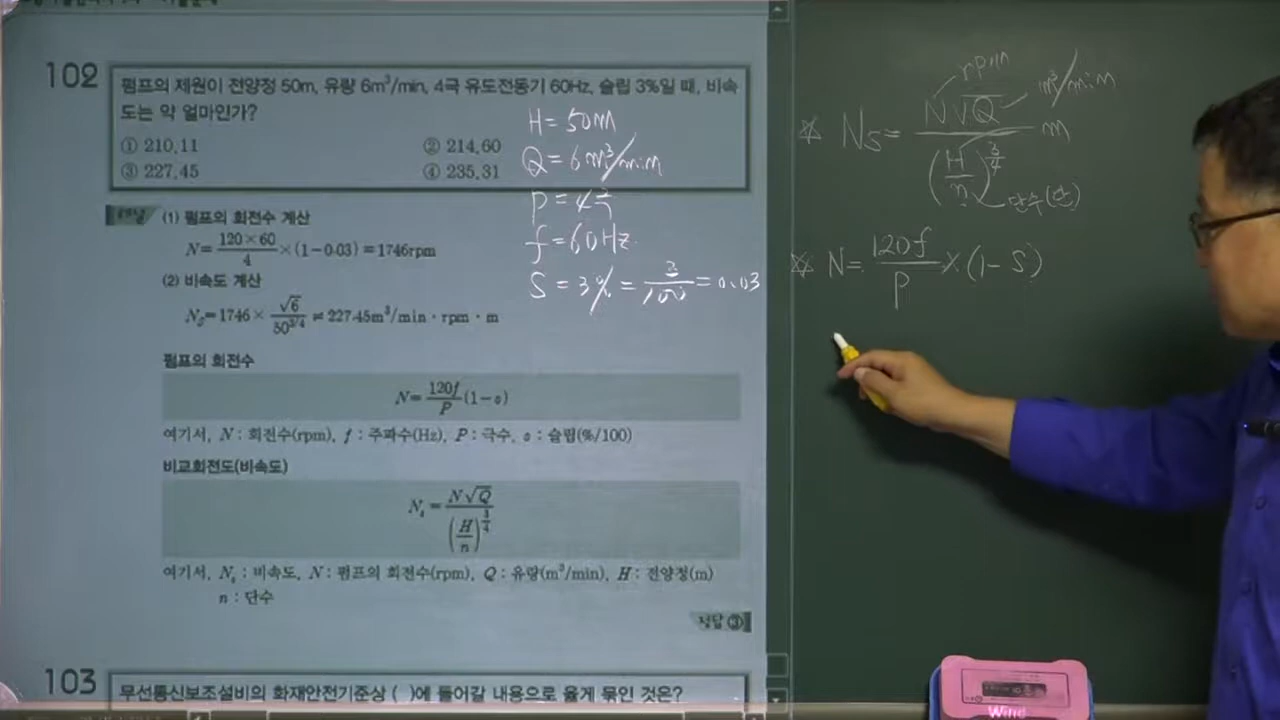 102
펌프의 제원이 전양정 50m, 유량 6m³/min, 4극 유도전동기 60Hz, 슬립 3%일 때, 비속
도는 약 얼마인가?
① 210.11 ② 214.60
③ 227.45 ④ 235.31
H = 50m
Q = 6m³/min
P = 4극
f = 60Hz
S = 3% = 3/100 = 0.03
(1) 펌프의 회전수 계산
N= 120×60/4 ×(1-0.03)=1746rpm
(2) 비속도 계산
Ns=1746× √6/50^3/4 ≒227.45m³/min·rpm·m
펌프의 회전수
N= 120f/P (1-s)
여기서, N : 회전수(rpm), f : 주파수(Hz), P : 극수, s : 슬립(%/100)
비교회전도(비속도)
Ns = N√Q/(H/n)^3/4
여기서, Ns : 비속도, N : 펌프의 회전수(rpm), Q : 유량(m³/min), H : 전양정(m)
n : 단수
정답 ③
103
무선통신보조설비의 화재안전기준상 ( )에 들어갈 내용으로 옳게 묶인 것은?
rpm
m³/min
Ns = N√Q/(H/n)^3/4
m
단수(단)
N = 120f/P ×(1-S)
Wind